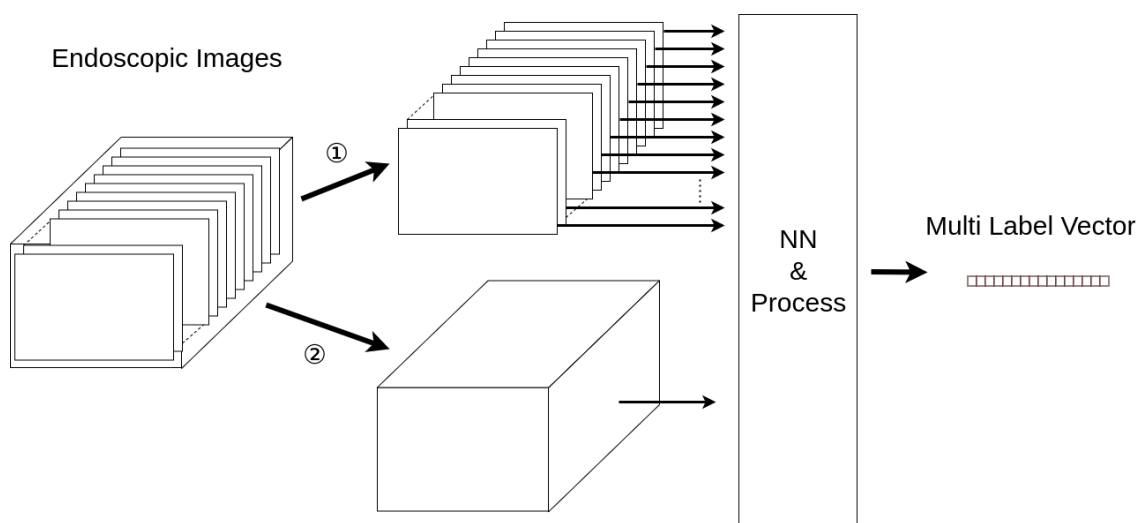 Endoscopic Images
①
②
NN
&
Process
Multi Label Vector